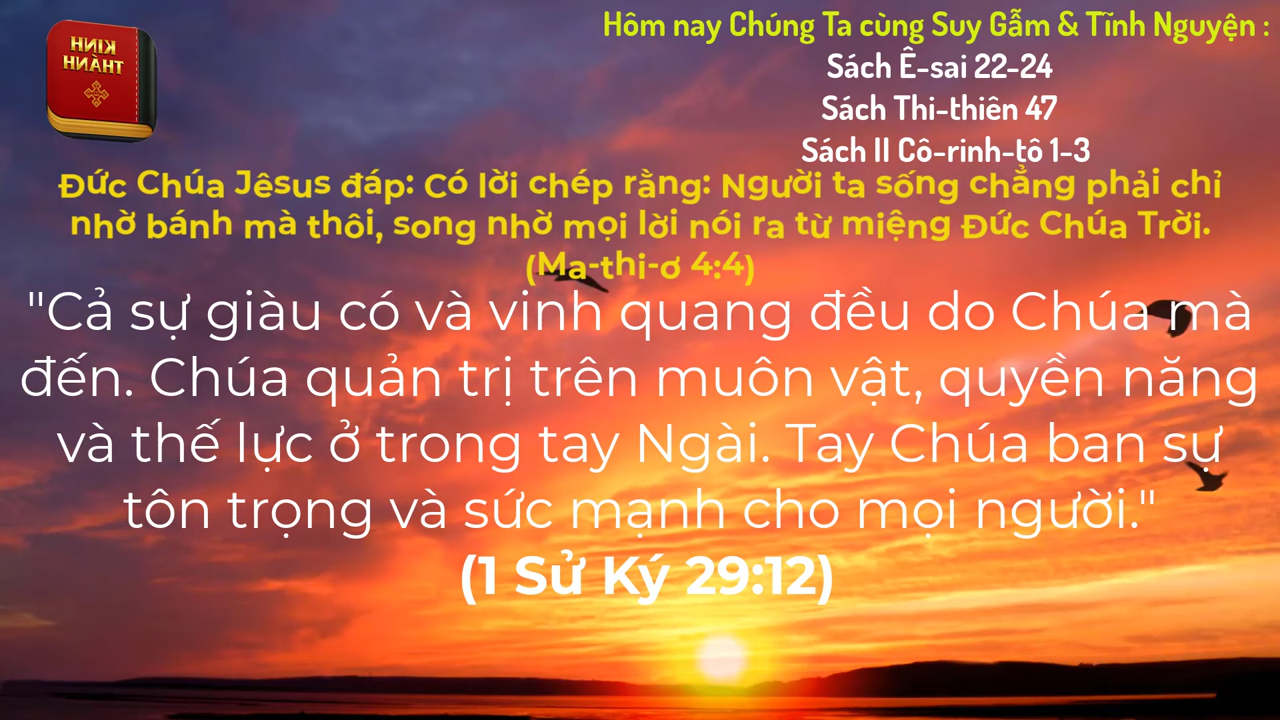 KINH
THÁNH
Hôm nay Chúng Ta cùng Suy Gẫm & Tĩnh Nguyện :
Sách Ê-sai 22-24
Sách Thi-thiên 47
Sách II Cô-rinh-tô 1-3
Đức Chúa Jêsus đáp: Có lời chép rằng: Người ta sống chẳng phải chỉ
nhờ bánh mà thôi, song nhờ mọi lời nói ra từ miệng Đức Chúa Trời.
(Ma-thi-ơ 4:4)
"Cả sự giàu có và vinh quang đều do Chúa mà
đến. Chúa quản trị trên muôn vật, quyền năng
và thế lực ở trong tay Ngài. Tay Chúa ban sự
tôn trọng và sức mạnh cho mọi người."
(1 Sử Ký 29:12)